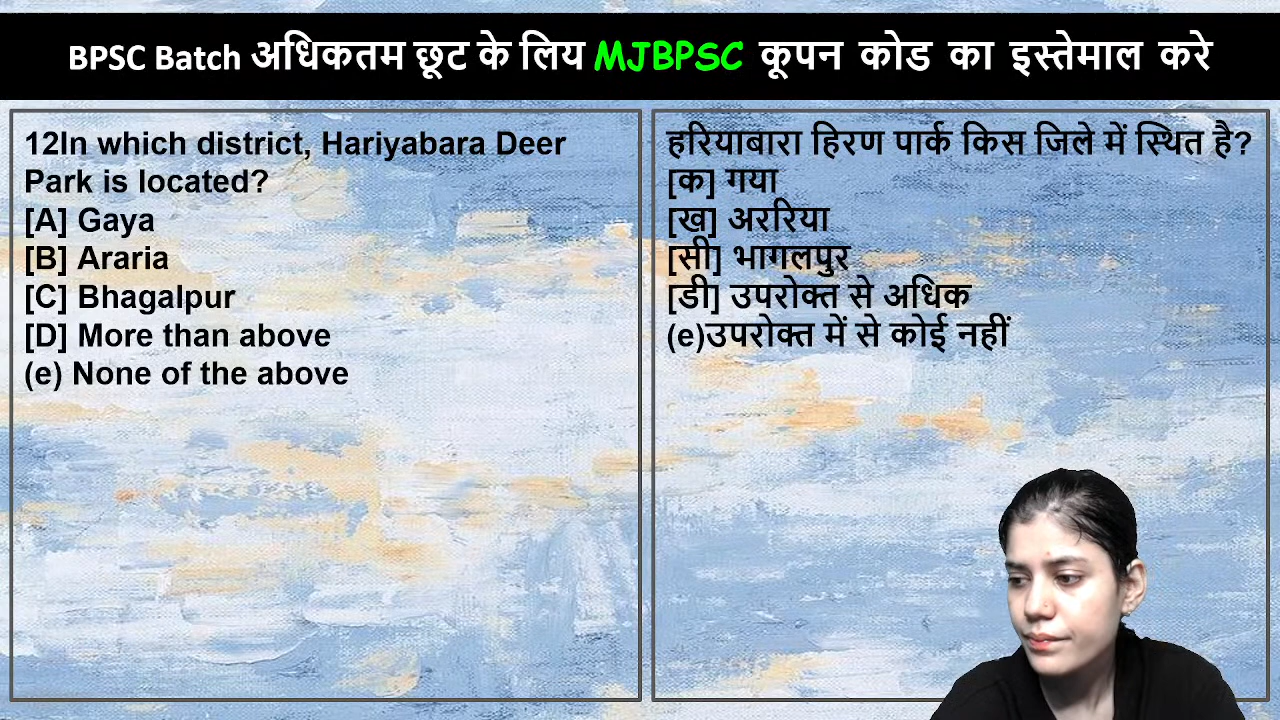 BPSC Batch अधिकतम छूट के लिय MJBPSC कूपन कोड का इस्तेमाल करे
12In which district, Hariyabara Deer
Park is located?
[A] Gaya
[B] Araria
[C] Bhagalpur
[D] More than above
(e) None of the above
हरियाबारा हिरण पार्क किस जिले में स्थित है?
[क] गया
[ख] अररिया
[सी] भागलपुर
[डी] उपरोक्त से अधिक
(e)उपरोक्त में से कोई नहीं